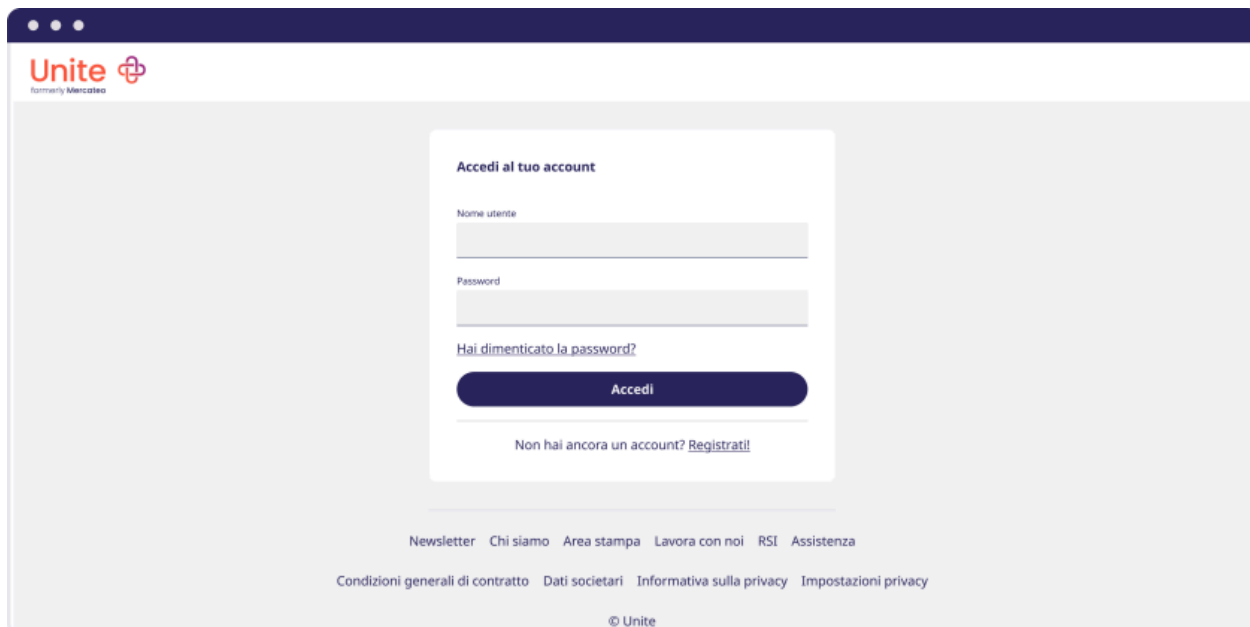 Unite
formerly Mercateo
Accedi al tuo account
Nome utente
Password
Hai dimenticato la password?
Accedi
Non hai ancora un account? Registrati!
Newsletter Chi siamo Area stampa Lavora con noi RSI Assistenza
Condizioni generali di contratto Dati societari Informativa sulla privacy Impostazioni privacy
© Unite